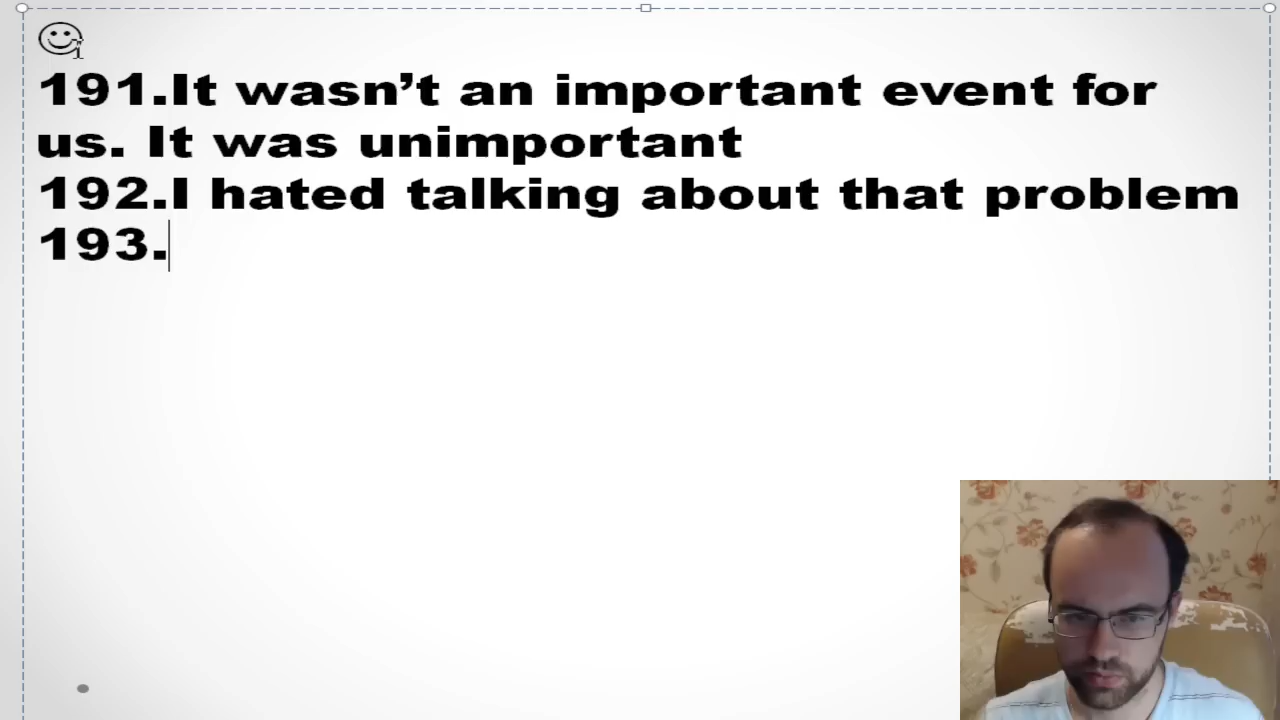 191.It wasn’t an important event for
us. It was unimportant
192.I hated talking about that problem
193.